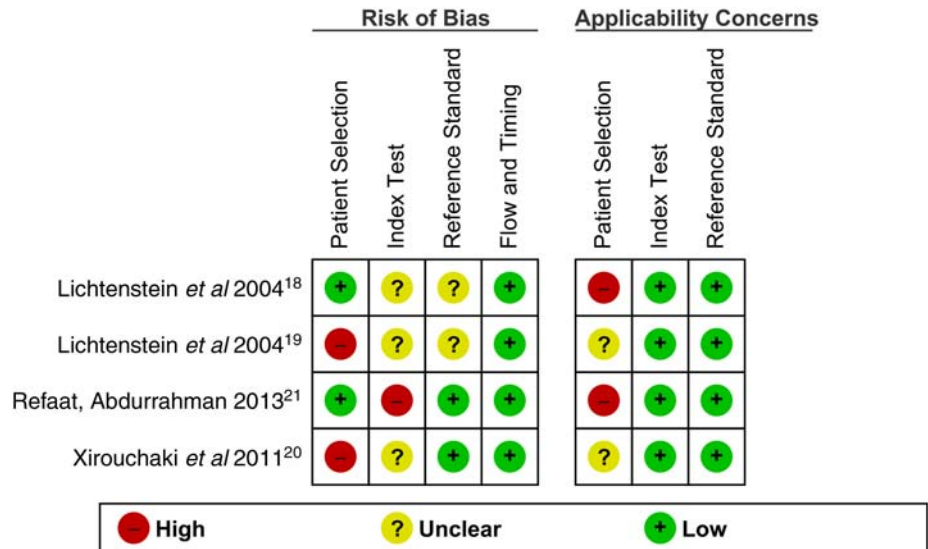 Risk of Bias Applicability Concerns
Patient Selection
Index Test
Reference Standard
Flow and Timing
Patient Selection
Index Test
Reference Standard
Lichtenstein et al 2004¹⁸ + ? ? + – + +
Lichtenstein et al 2004¹⁹ – ? ? + ? + +
Refaat, Abdurrahman 2013²¹ + – + + – + +
Xirouchaki et al 2011²⁰ – ? + + ? + +
– High ? Unclear + Low